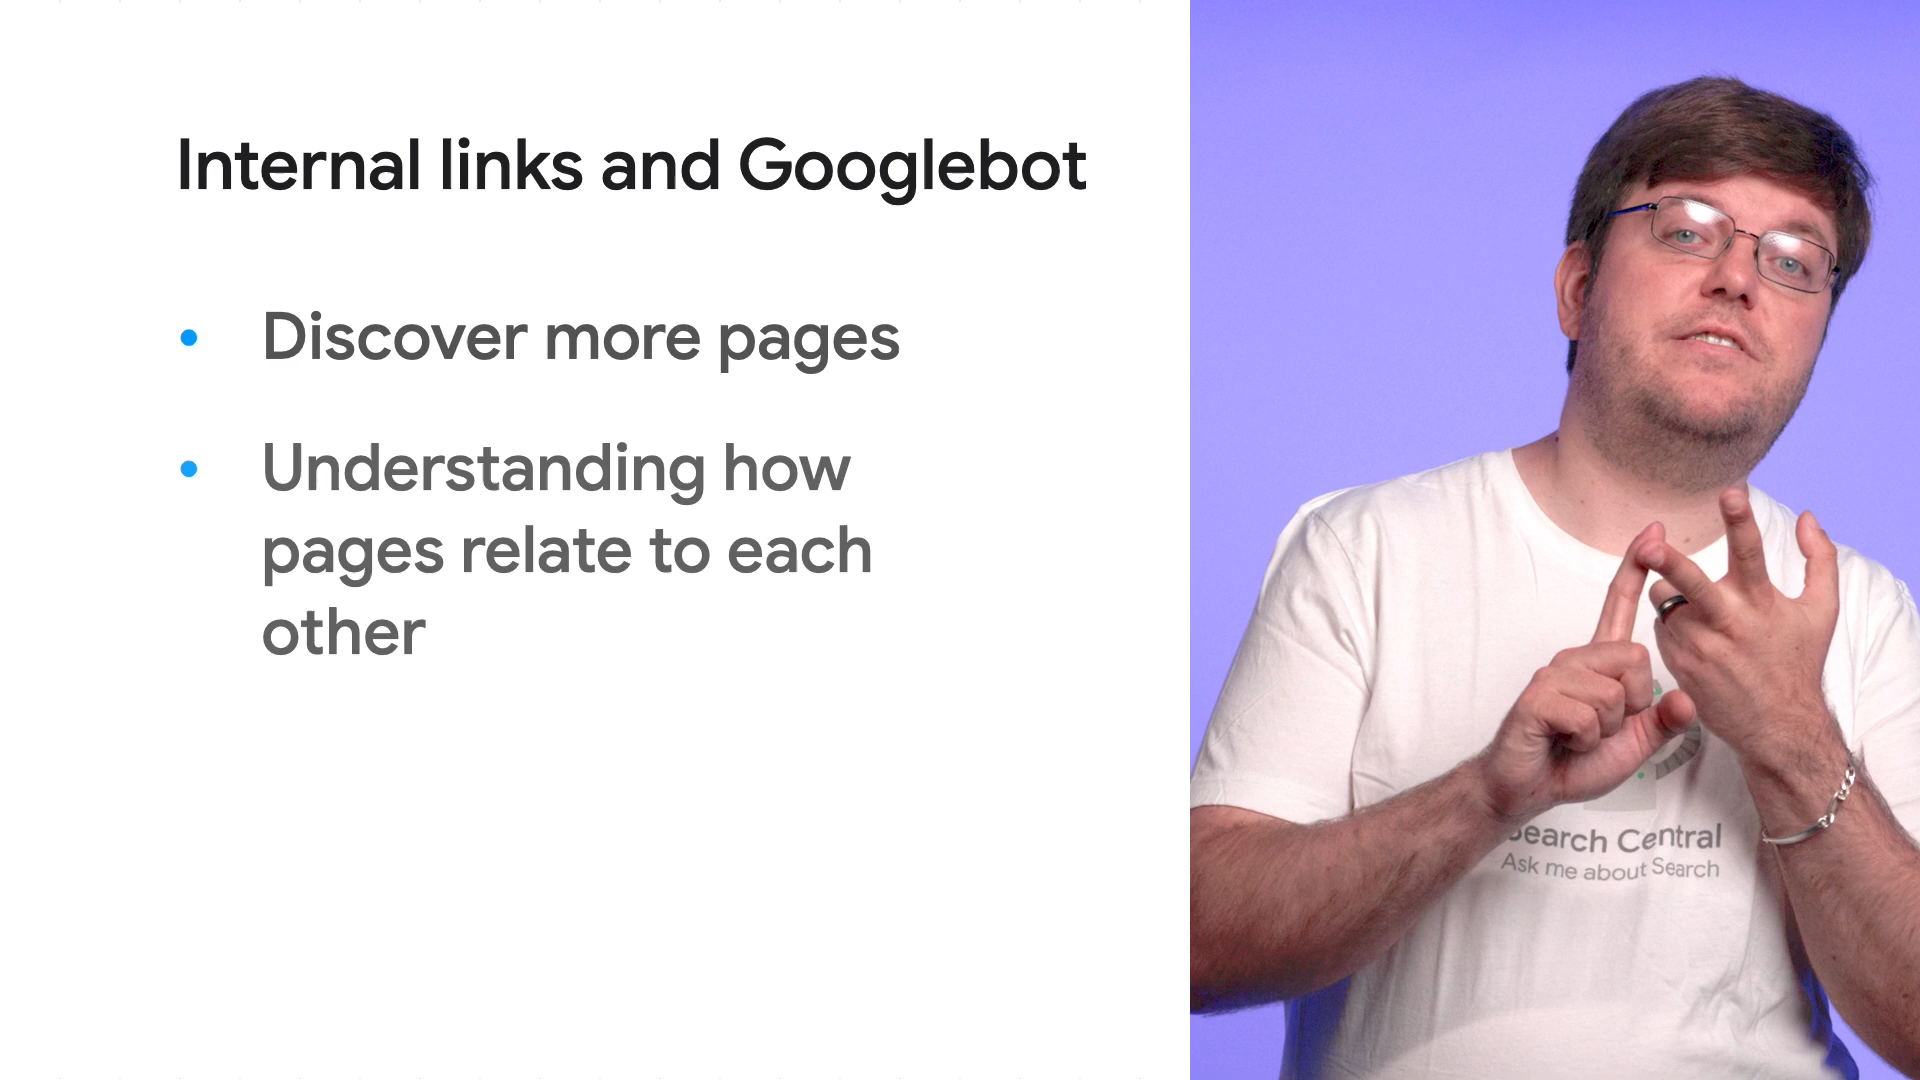 Internal links and Googlebot
• Discover more pages
• Understanding how
pages relate to each
other
Search Central
Ask me about Search